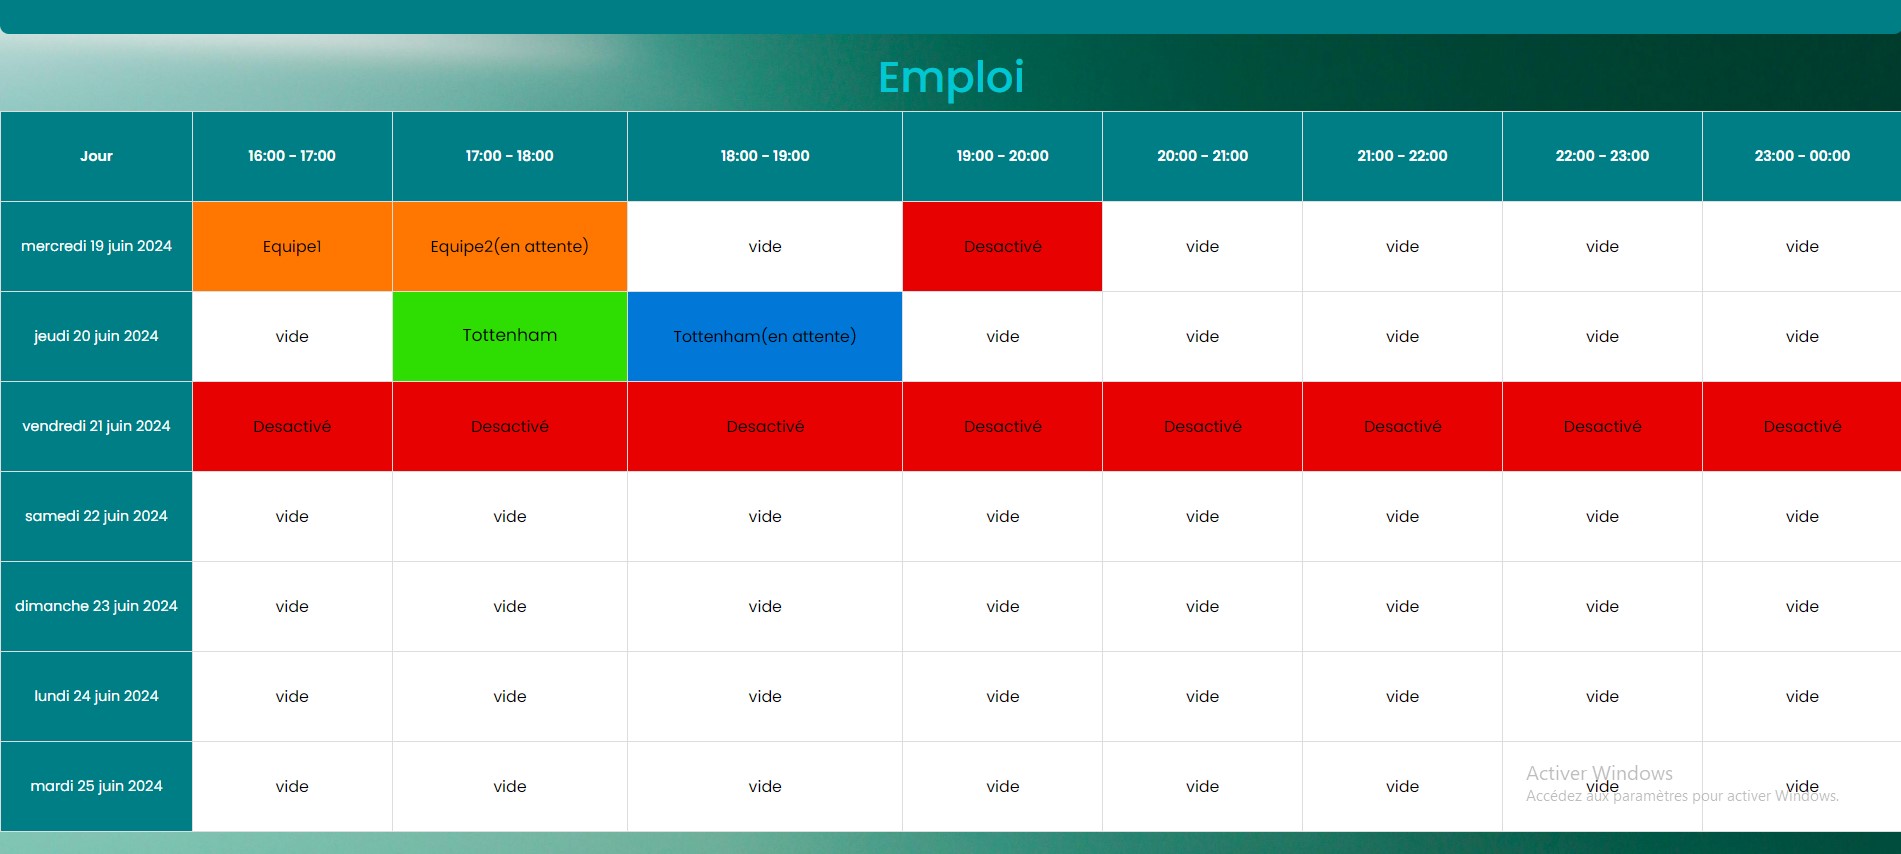 Emploi
Jour 16:00 - 17:00 17:00 - 18:00 18:00 - 19:00 19:00 - 20:00 20:00 - 21:00 21:00 - 22:00 22:00 - 23:00 23:00 - 00:00
mercredi 19 juin 2024 Equipe1 Equipe2(en attente) vide Desactivé vide vide vide vide
jeudi 20 juin 2024 vide Tottenham Tottenham(en attente) vide vide vide vide vide
vendredi 21 juin 2024 Desactivé Desactivé Desactivé Desactivé Desactivé Desactivé Desactivé Desactivé
samedi 22 juin 2024 vide vide vide vide vide vide vide vide
dimanche 23 juin 2024 vide vide vide vide vide vide vide vide
lundi 24 juin 2024 vide vide vide vide vide vide vide vide
mardi 25 juin 2024 vide vide vide vide vide vide vide vide
Activer Windows
Accédez aux paramètres pour activer Windows.